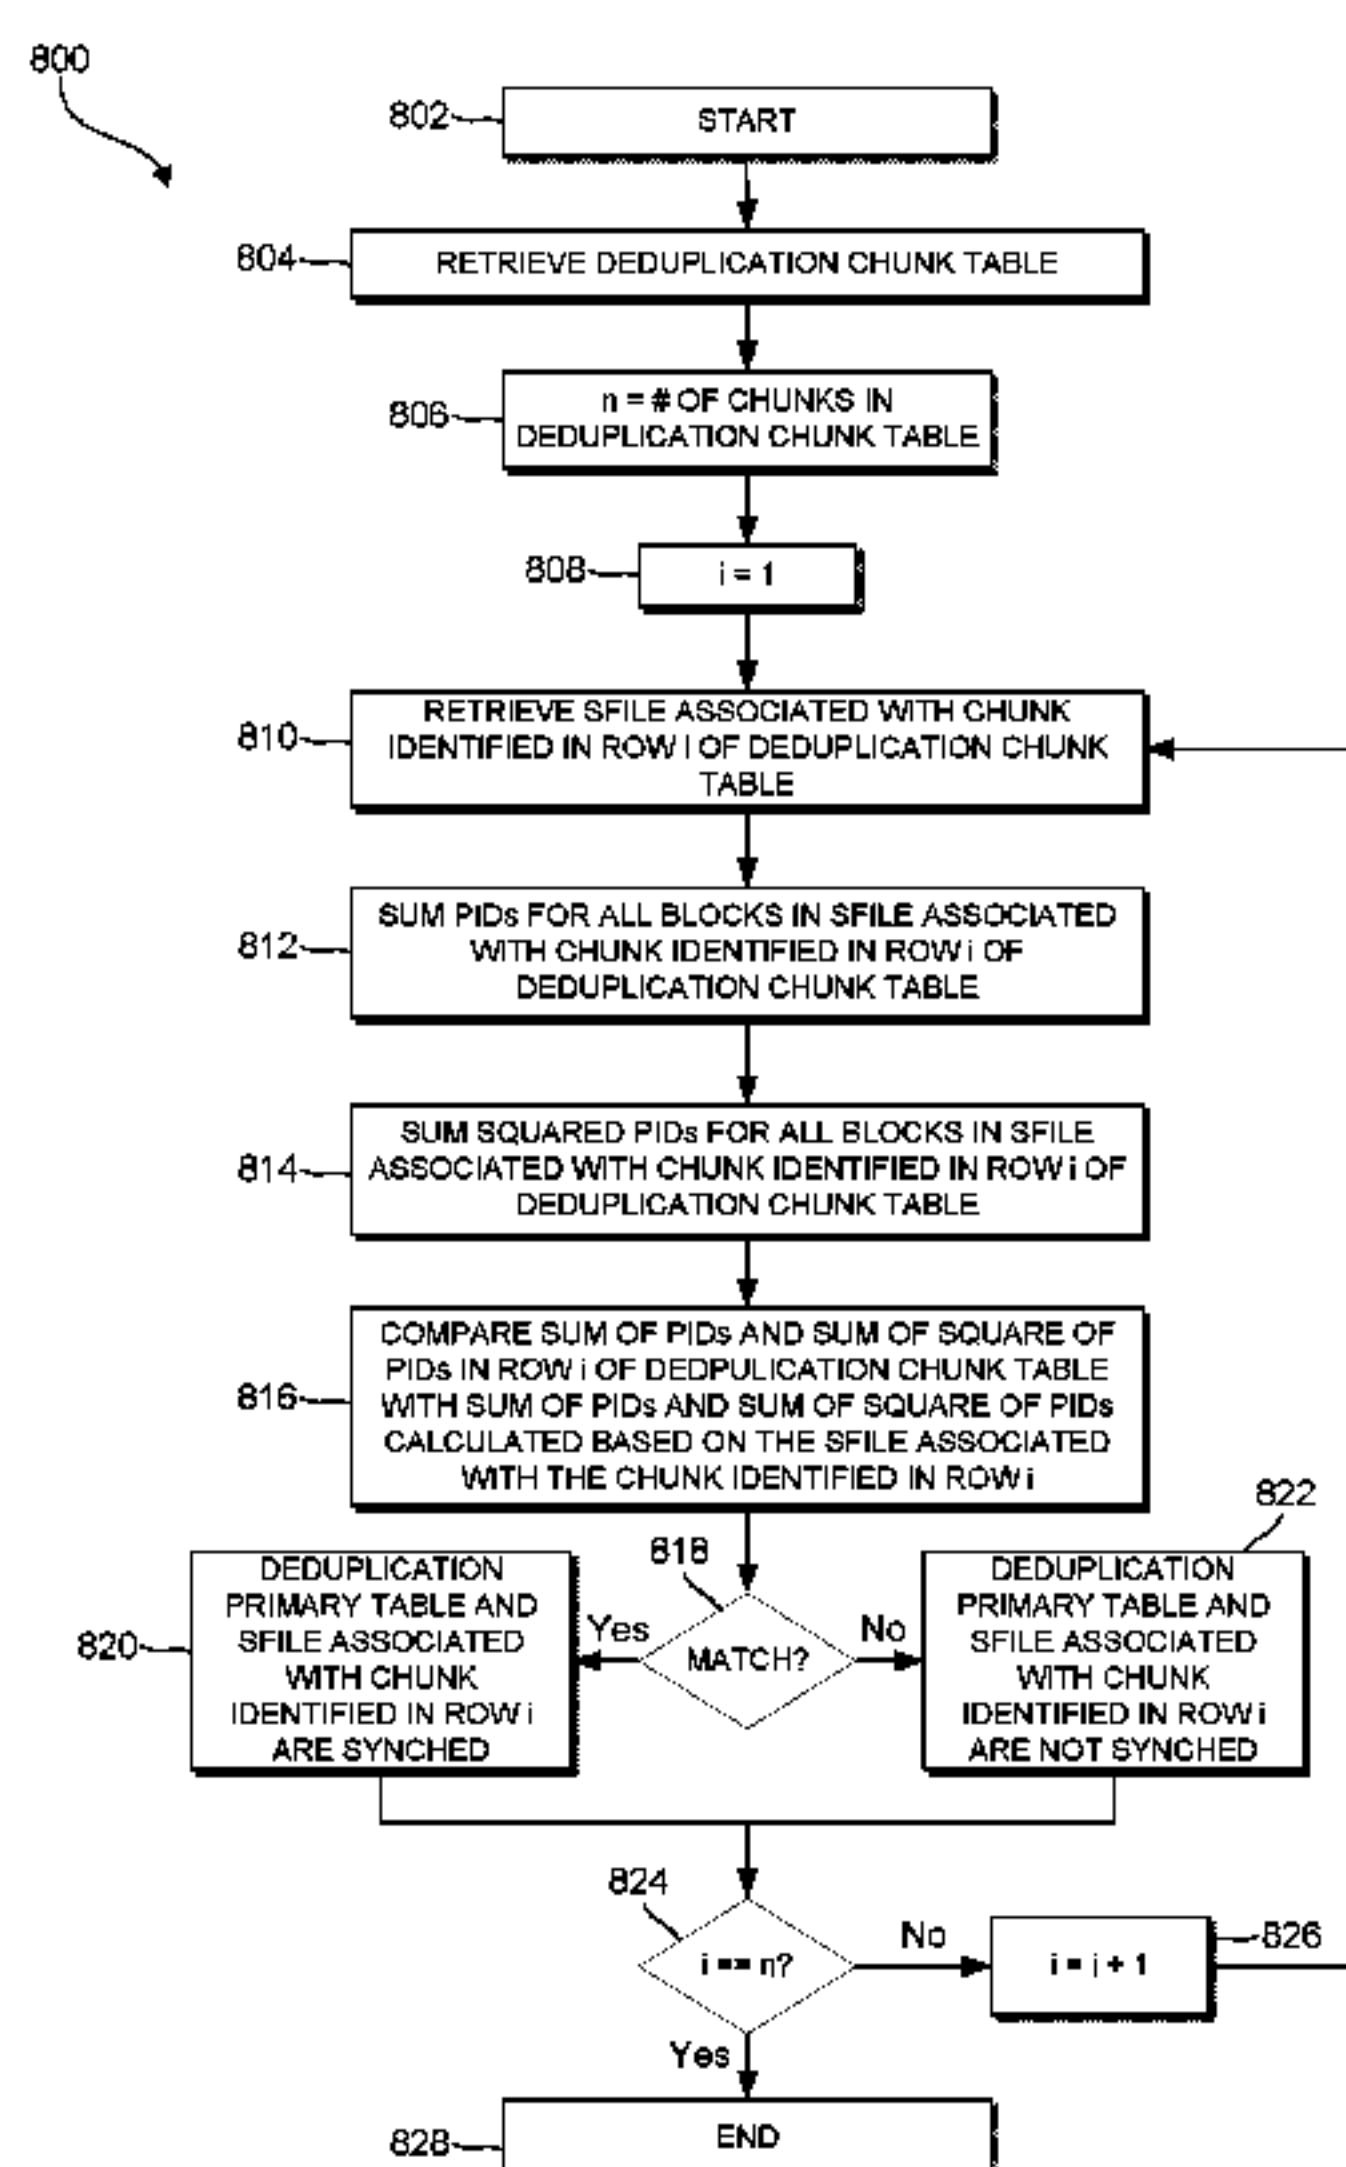 800
802
START
804
RETRIEVE DEDUPLICATION CHUNK TABLE
806
n = # OF CHUNKS IN
DEDUPLICATION CHUNK TABLE
808
i = 1
810
RETRIEVE SFILE ASSOCIATED WITH CHUNK
IDENTIFIED IN ROW i OF DEDUPLICATION CHUNK
TABLE
812
SUM PIDs FOR ALL BLOCKS IN SFILE ASSOCIATED
WITH CHUNK IDENTIFIED IN ROW i OF
DEDUPLICATION CHUNK TABLE
814
SUM SQUARED PIDs FOR ALL BLOCKS IN SFILE
ASSOCIATED WITH CHUNK IDENTIFIED IN ROW i OF
DEDUPLICATION CHUNK TABLE
816
COMPARE SUM OF PIDs AND SUM OF SQUARE OF
PIDs IN ROW i OF DEDPULICATION CHUNK TABLE
WITH SUM OF PIDs AND SUM OF SQUARE OF PIDs
CALCULATED BASED ON THE SFILE ASSOCIATED
WITH THE CHUNK IDENTIFIED IN ROW i
818
MATCH?
Yes
No
820
DEDUPLICATION
PRIMARY TABLE AND
SFILE ASSOCIATED
WITH CHUNK
IDENTIFIED IN ROW i
ARE SYNCHED
822
DEDUPLICATION
PRIMARY TABLE AND
SFILE ASSOCIATED
WITH CHUNK
IDENTIFIED IN ROW i
ARE NOT SYNCHED
824
i == n?
No
826
i = i + 1
Yes
828
END